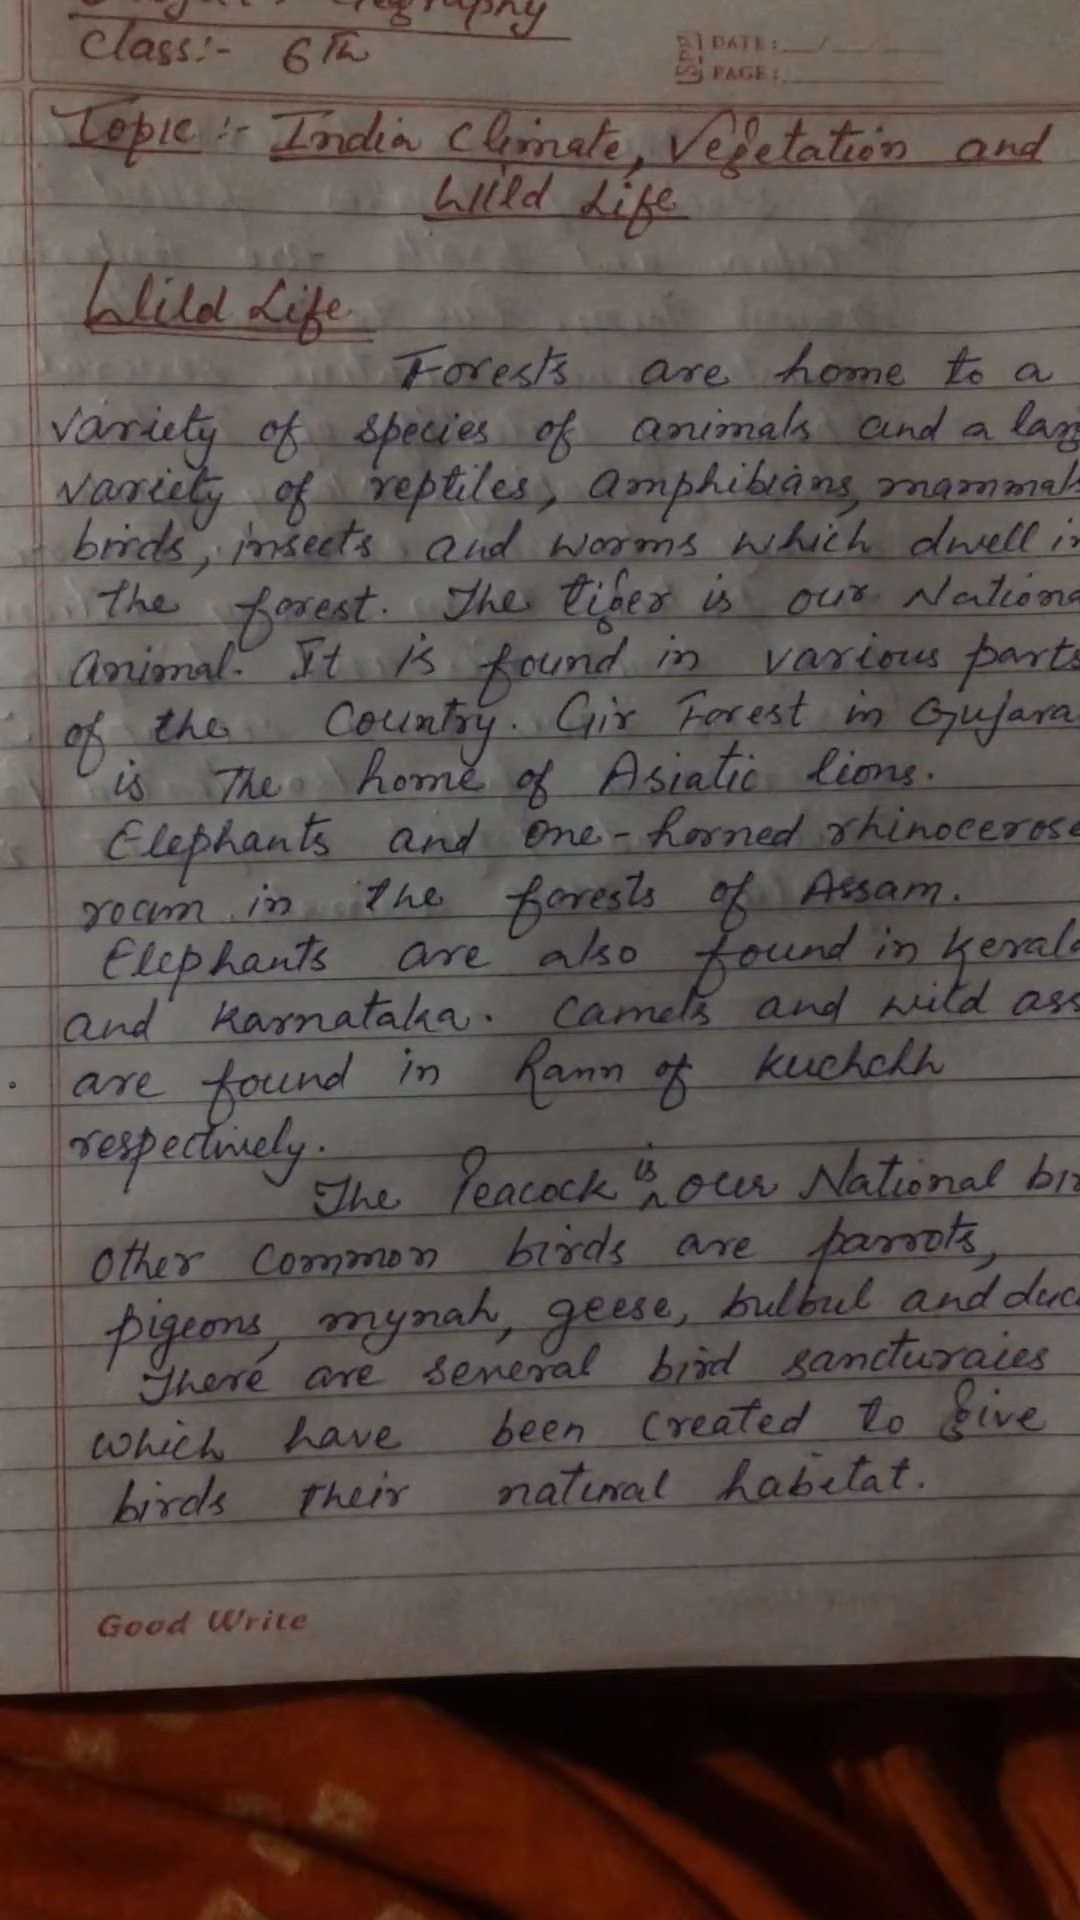 Geography
Class:- 6Th
DATE:
PAGE:
Topic :- India Climate, Vegetation and
Wild Life
Wild Life
Forests are home to a
variety of species of animals and a
variety of reptiles, amphibians, mammals
birds, insects and worms which dwell in
the forest. The tiger is our Nationa
animal. It is found in various parts
of the Country. Gir Forest in Gujara
is The home of Asiatic lions.
Elephants and one-horned rhinocerose
roam in the forests of Assam.
Elephants are also found in Kerala
and Karnataka. Camels and wild ass
are found in Rann of Kuchchh
respectively.
The Peacock is our National bir
other common birds are parrots,
pigeons, mynah, geese, bulbul and duc
There are several bird sancturaies
which have been created to give
birds their natural habitat.
Good Write